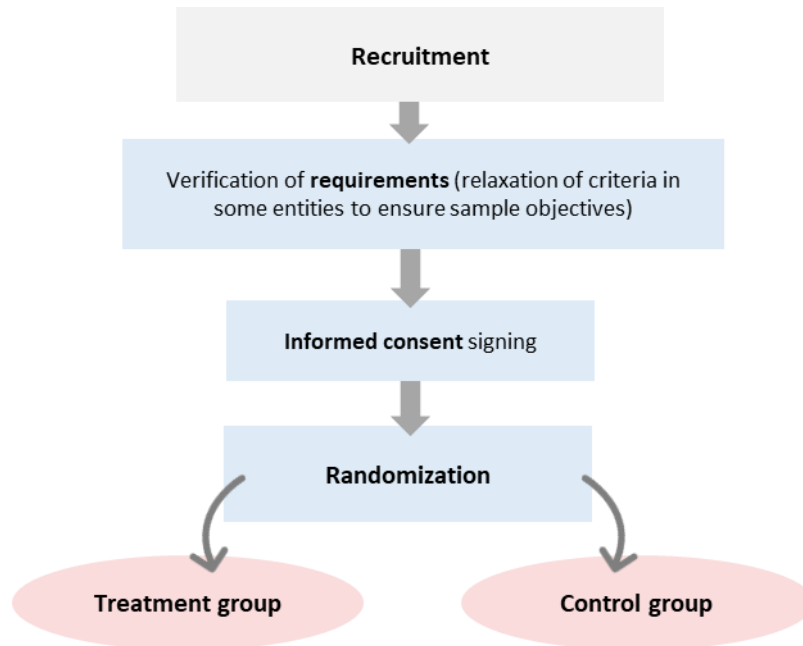 Recruitment
Verification of requirements (relaxation of criteria in
some entities to ensure sample objectives)
Informed consent signing
Randomization
Treatment group
Control group